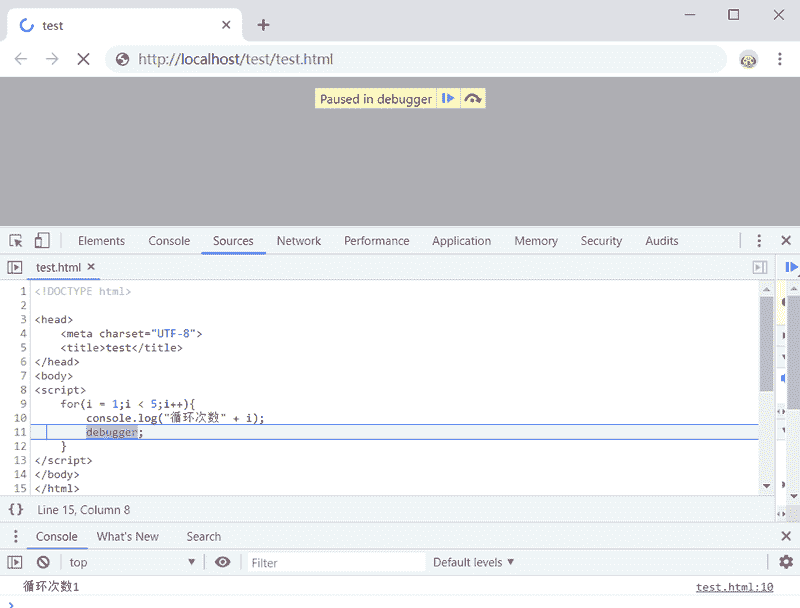 test
http://localhost/test/test.html
Paused in debugger
Elements Console Sources Network Performance Application Memory Security Audits
test.html
1 <!DOCTYPE html>
2
3 <head>
4     <meta charset="UTF-8">
5     <title>test</title>
6 </head>
7 <body>
8 <script>
9     for(i = 1;i < 5;i++){
10         console.log("循环次数" + i);
11         debugger;
12     }
13 </script>
14 </body>
15 </html>
{} Line 15, Column 8
Console What's New Search
top Filter Default levels
循环次数1 test.html:10